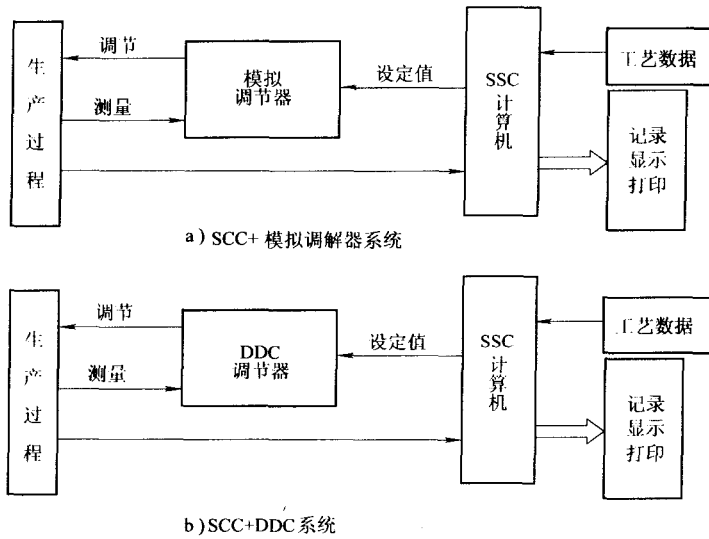 生产过程
调节
测量
模拟
调节器
设定值
SSC
计算机
工艺数据
记录
显示
打印
a)SCC+模拟调解器系统
生产过程
调节
测量
DDC
调节器
设定值
SSC
计算机
工艺数据
记录
显示
打印
b)SCC+DDC系统